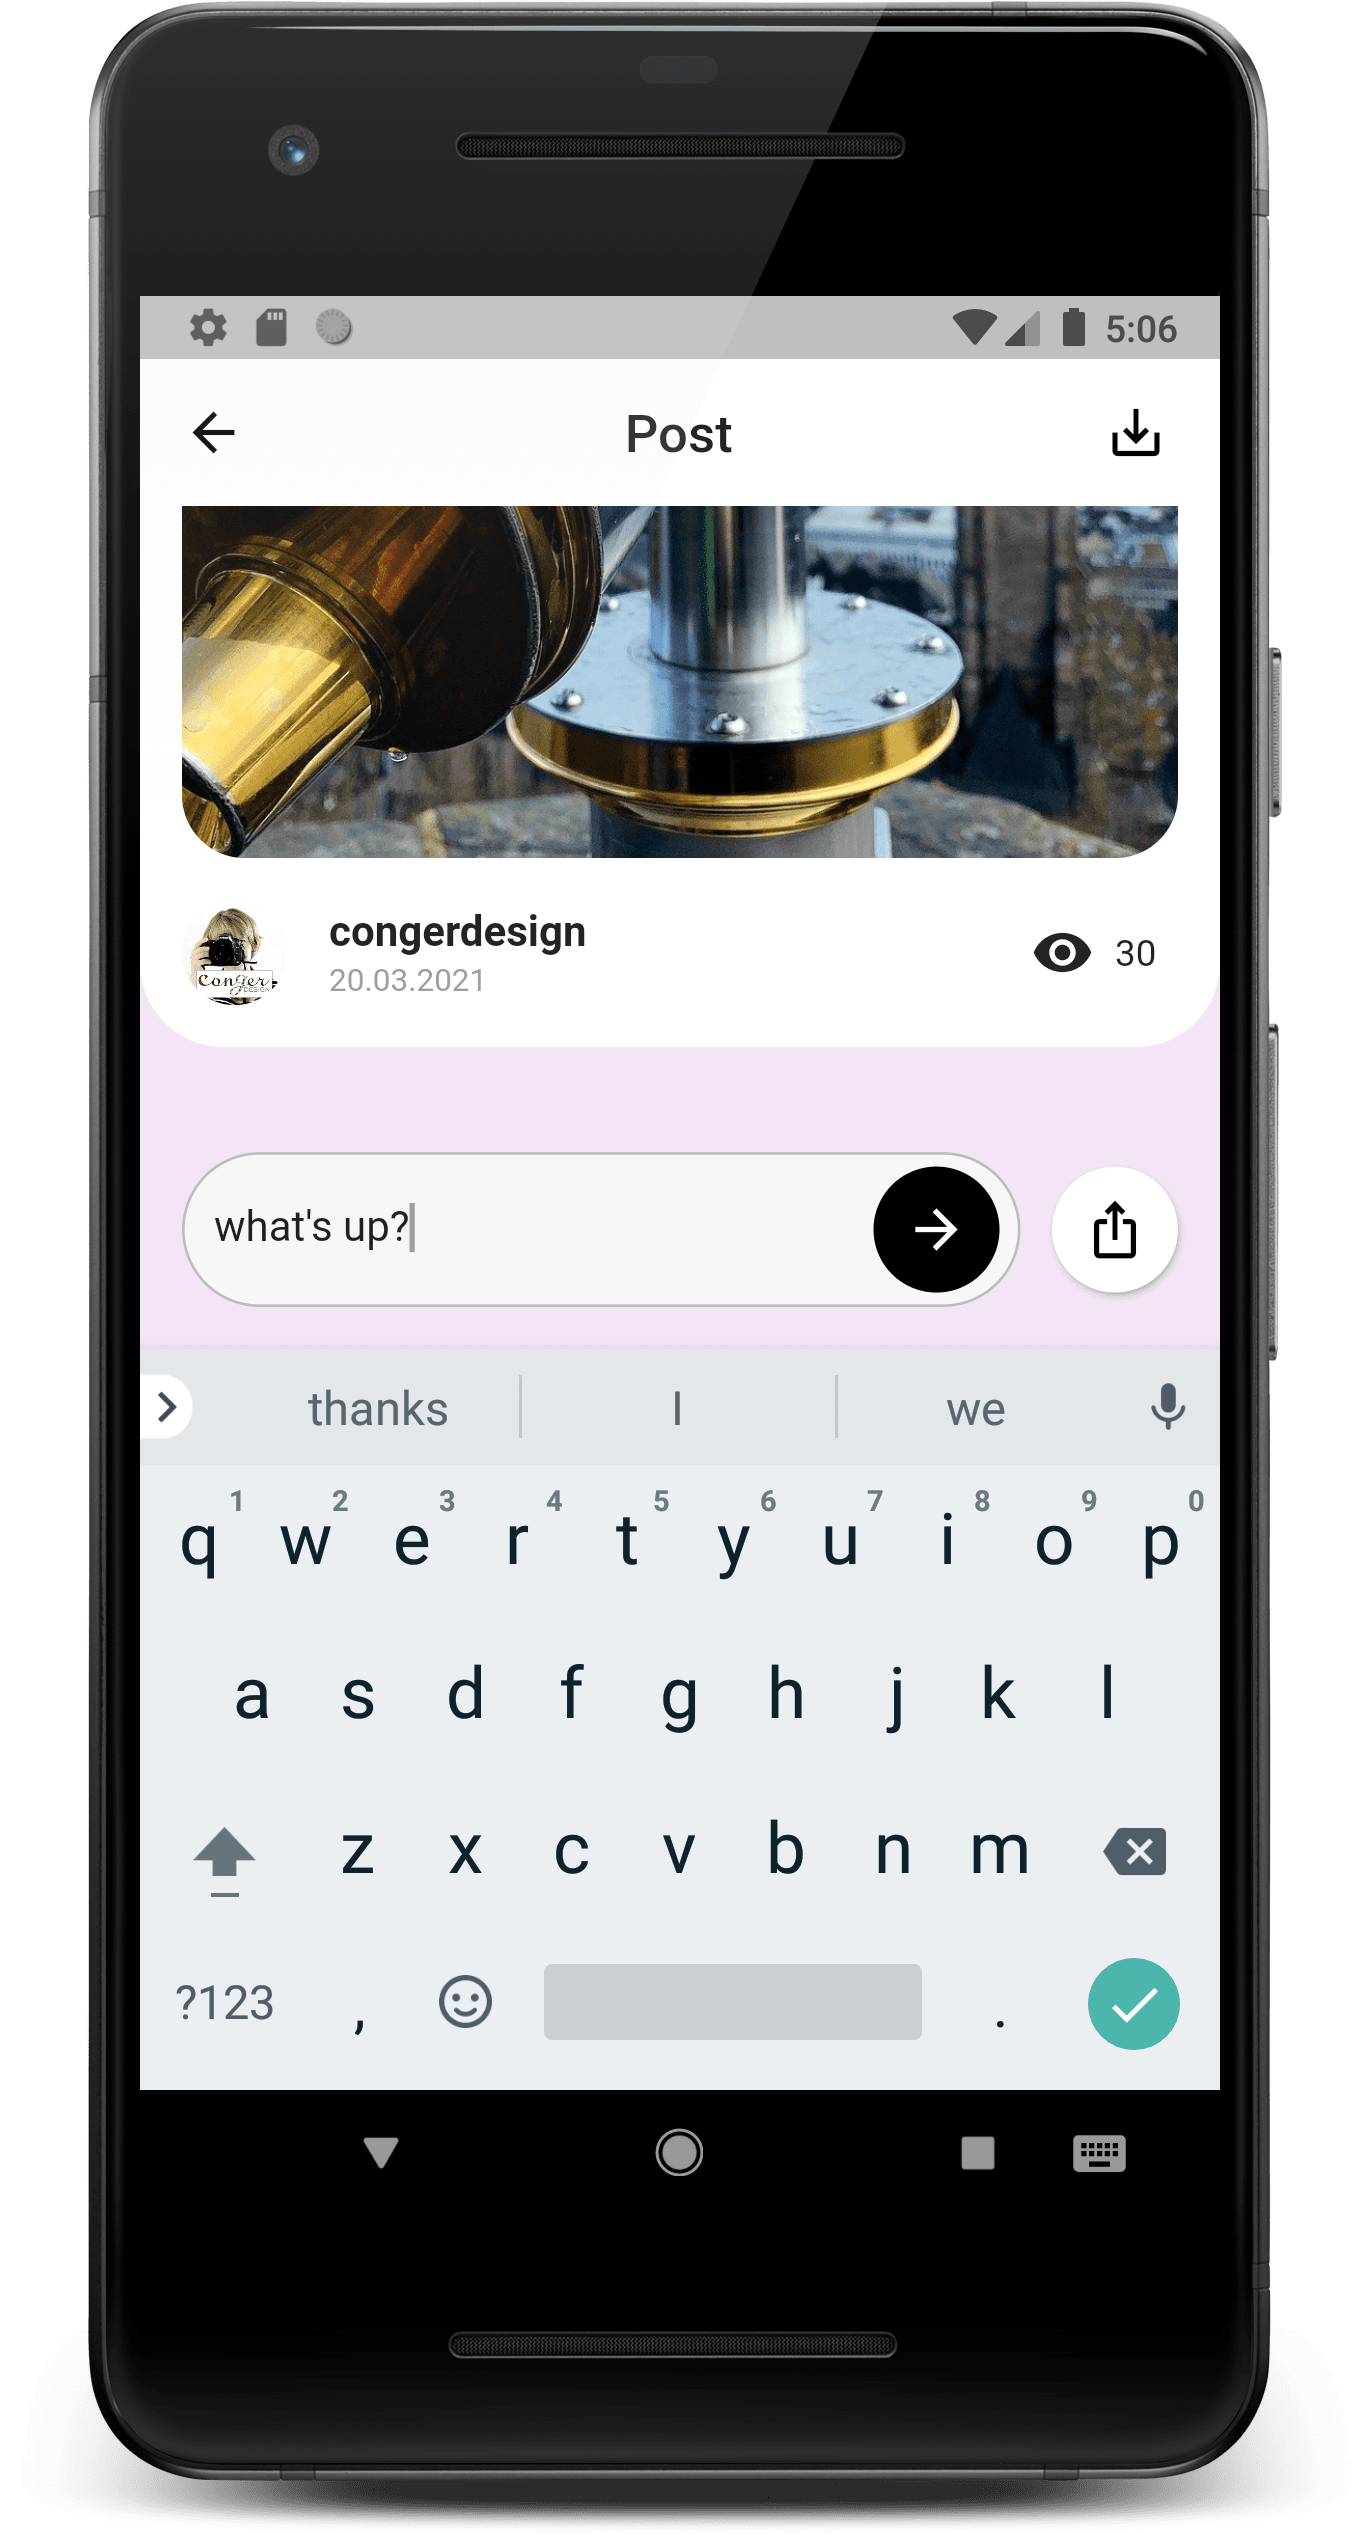 5:06
Post
congerdesign
20.03.2021
30
Conger
DESIGN
what's up?
thanks I we
1 2 3 4 5 6 7 8 9 0
q w e r t y u i o p
a s d f g h j k l
z x c v b n m
?123 , .